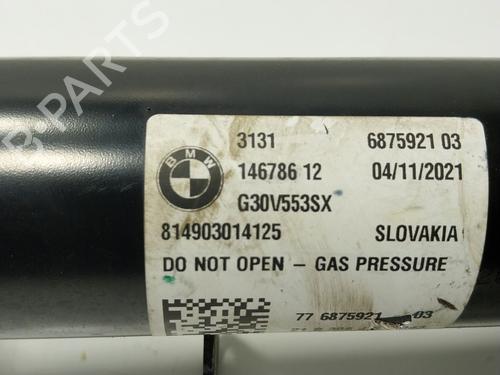 BMW
3131 6875921 03
146786 12 04/11/2021
G30V553SX
814903014125 SLOVAKIA
DO NOT OPEN - GAS PRESSURE
77 6875921 03